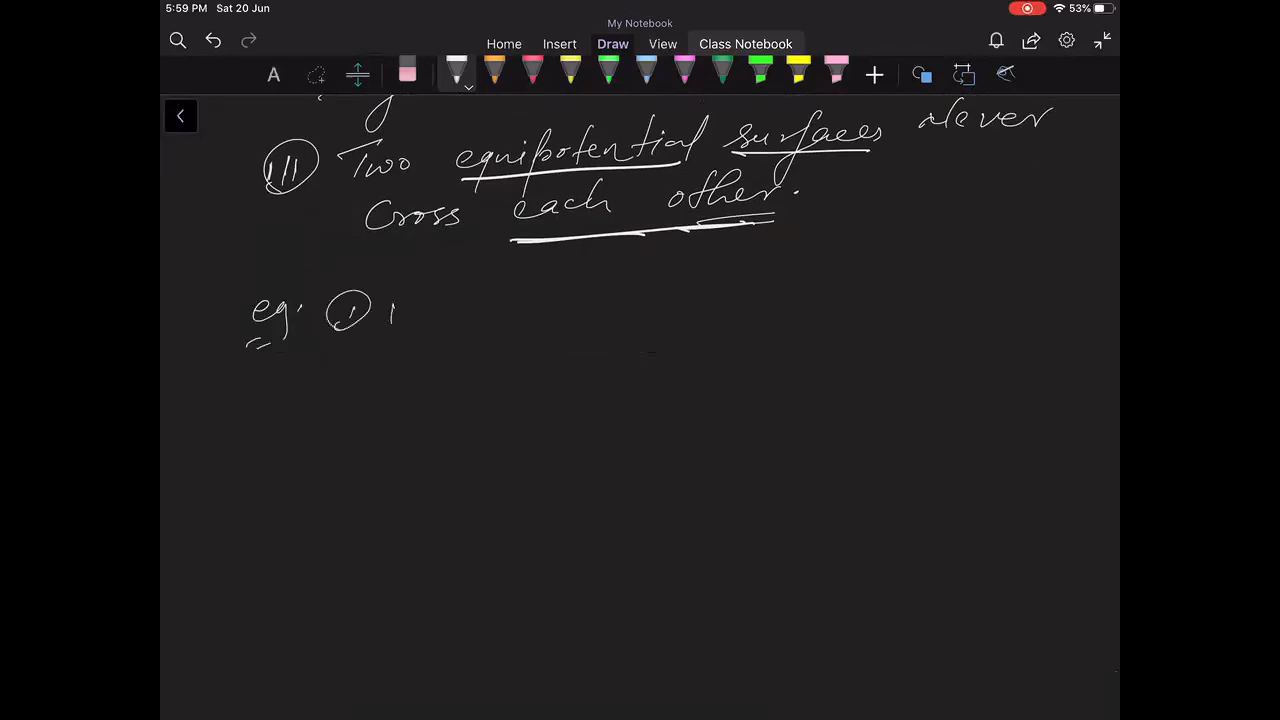 5:59 PM Sat 20 Jun
53%
My Notebook
Home Insert Draw View Class Notebook
A
(III) Two equipotential surfaces never
cross each other.
eg. (1)